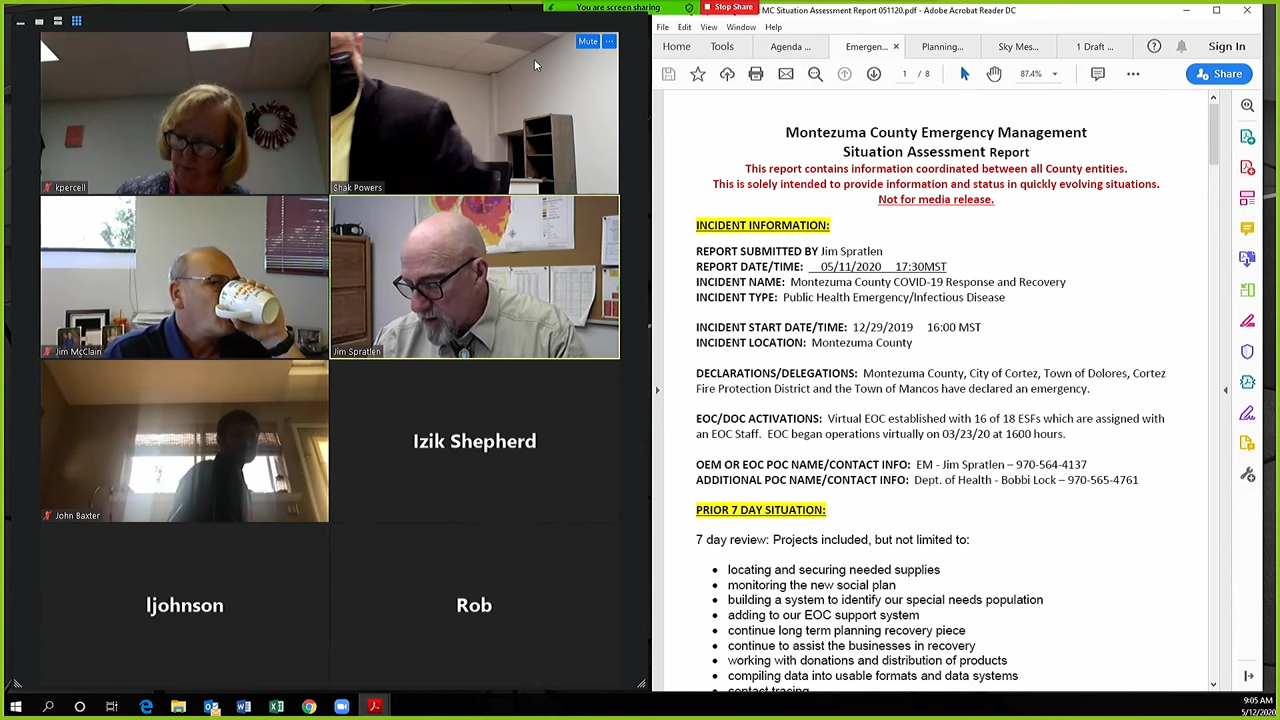 You are screen sharing
Stop Share
MC Situation Assessment Report 051120.pdf - Adobe Acrobat Reader DC
File Edit View Window Help
Home Tools Agenda ... Emergen... × Planning... Sky Mes... 1 Draft ... Sign In
1 / 8 87.4% Share
Mute ...
kpercell
Shak Powers
Jim McClain
Jim Spratlen
John Baxter
Izik Shepherd
ljohnson
Rob
Montezuma County Emergency Management
Situation Assessment Report
This report contains information coordinated between all County entities.
This is solely intended to provide information and status in quickly evolving situations.
Not for media release.
INCIDENT INFORMATION:
REPORT SUBMITTED BY Jim Spratlen
REPORT DATE/TIME: 05/11/2020 17:30MST
INCIDENT NAME: Montezuma County COVID-19 Response and Recovery
INCIDENT TYPE: Public Health Emergency/Infectious Disease
INCIDENT START DATE/TIME: 12/29/2019 16:00 MST
INCIDENT LOCATION: Montezuma County
DECLARATIONS/DELEGATIONS: Montezuma County, City of Cortez, Town of Dolores, Cortez
Fire Protection District and the Town of Mancos have declared an emergency.
EOC/DOC ACTIVATIONS: Virtual EOC established with 16 of 18 ESFs which are assigned with
an EOC Staff. EOC began operations virtually on 03/23/20 at 1600 hours.
OEM OR EOC POC NAME/CONTACT INFO: EM - Jim Spratlen – 970-564-4137
ADDITIONAL POC NAME/CONTACT INFO: Dept. of Health - Bobbi Lock – 970-565-4761
PRIOR 7 DAY SITUATION:
7 day review: Projects included, but not limited to:
• locating and securing needed supplies
• monitoring the new social plan
• building a system to identify our special needs population
• adding to our EOC support system
• continue long term planning recovery piece
• continue to assist the businesses in recovery
• working with donations and distribution of products
• compiling data into usable formats and data systems
• contact tracing
9:05 AM
5/12/2020